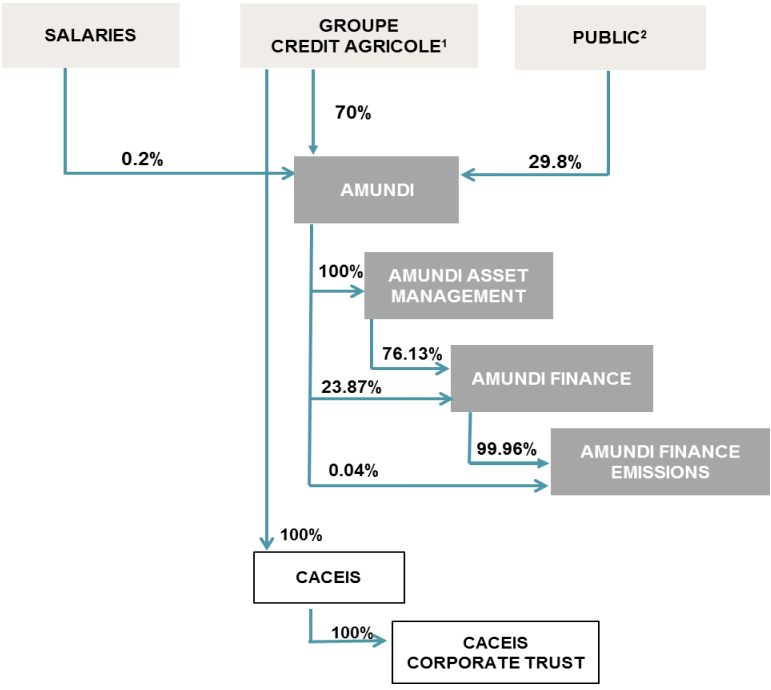 SALARIES
GROUPE
CREDIT AGRICOLE¹
PUBLIC²
70%
0.2%
29.8%
AMUNDI
100%
AMUNDI ASSET
MANAGEMENT
76.13%
AMUNDI FINANCE
23.87%
99.96%
AMUNDI FINANCE
EMISSIONS
0.04%
100%
CACEIS
100%
CACEIS
CORPORATE TRUST